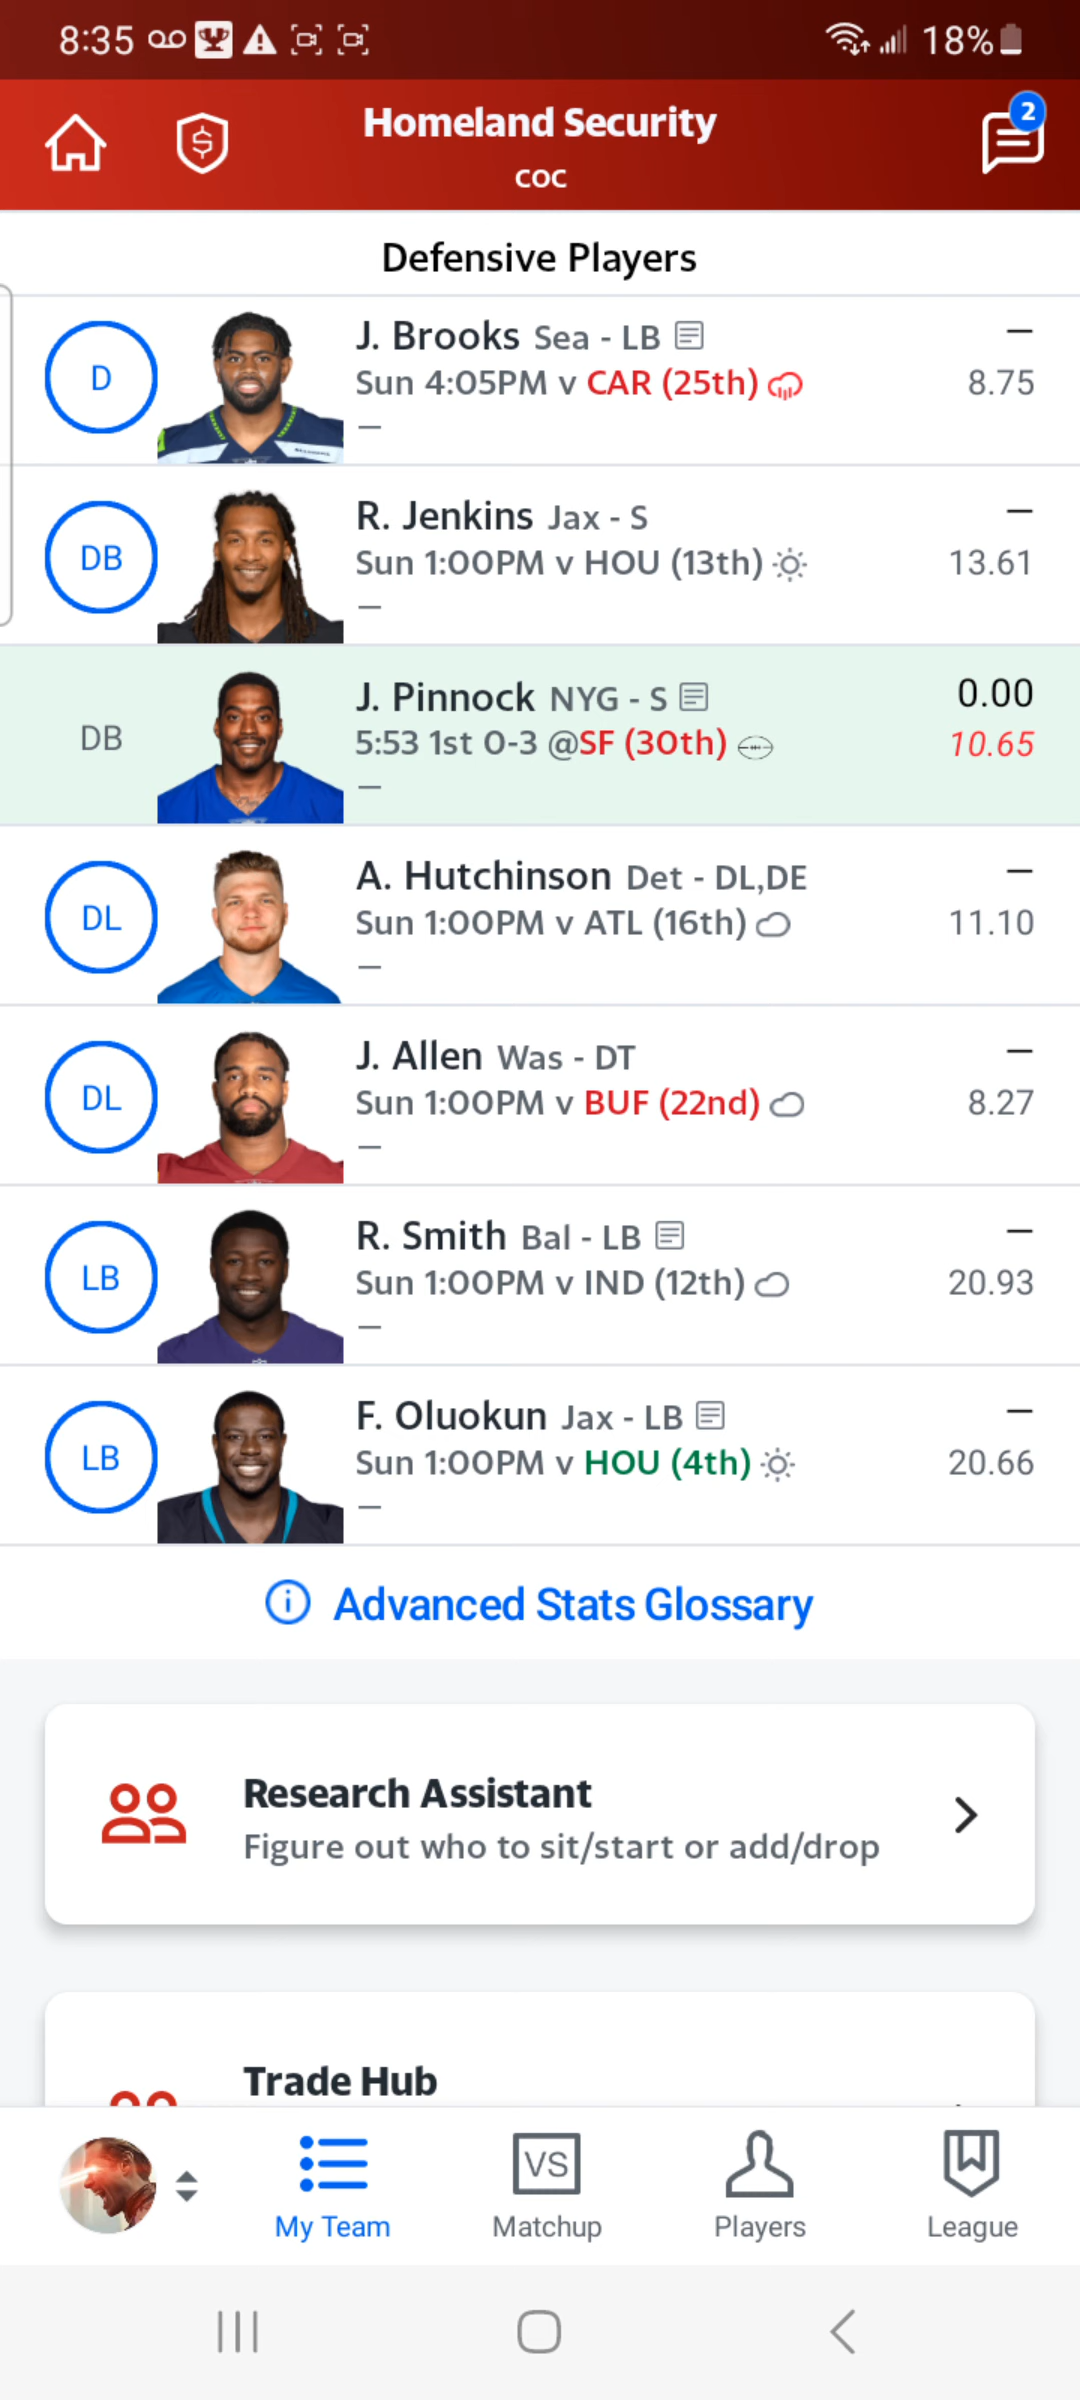 8:35
18%
Homeland Security
COC
2
Defensive Players
D
J. Brooks Sea - LB
Sun 4:05PM v CAR (25th)
–
–
8.75
DB
R. Jenkins Jax - S
Sun 1:00PM v HOU (13th)
–
–
13.61
DB
J. Pinnock NYG - S
5:53 1st 0-3 @SF (30th)
–
0.00
10.65
DL
A. Hutchinson Det - DL,DE
Sun 1:00PM v ATL (16th)
–
–
11.10
DL
J. Allen Was - DT
Sun 1:00PM v BUF (22nd)
–
–
8.27
LB
R. Smith Bal - LB
Sun 1:00PM v IND (12th)
–
–
20.93
LB
F. Oluokun Jax - LB
Sun 1:00PM v HOU (4th)
–
–
20.66
Advanced Stats Glossary
Research Assistant
Figure out who to sit/start or add/drop
Trade Hub
VS
My Team
Matchup
Players
League